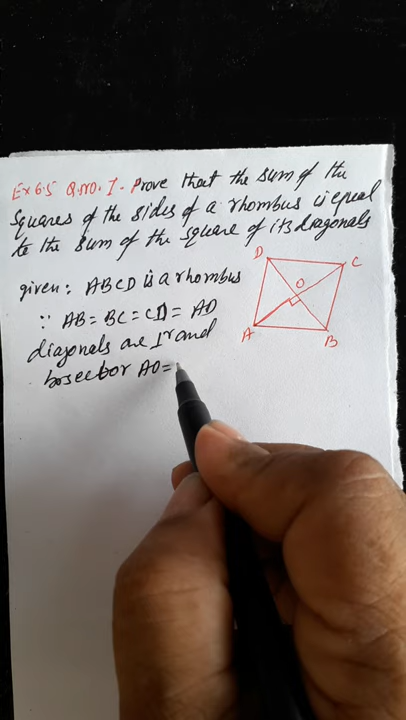 Ex 6.5 Q.no. 7. Prove that the sum of the
squares of the sides of a rhombus is equal
to the sum of the square of its diagonals
given: ABCD is a rhombus
∵ AB = BC = CD = AD
diagonals are ⊥r and
bosector AO =
D
C
O
A
B